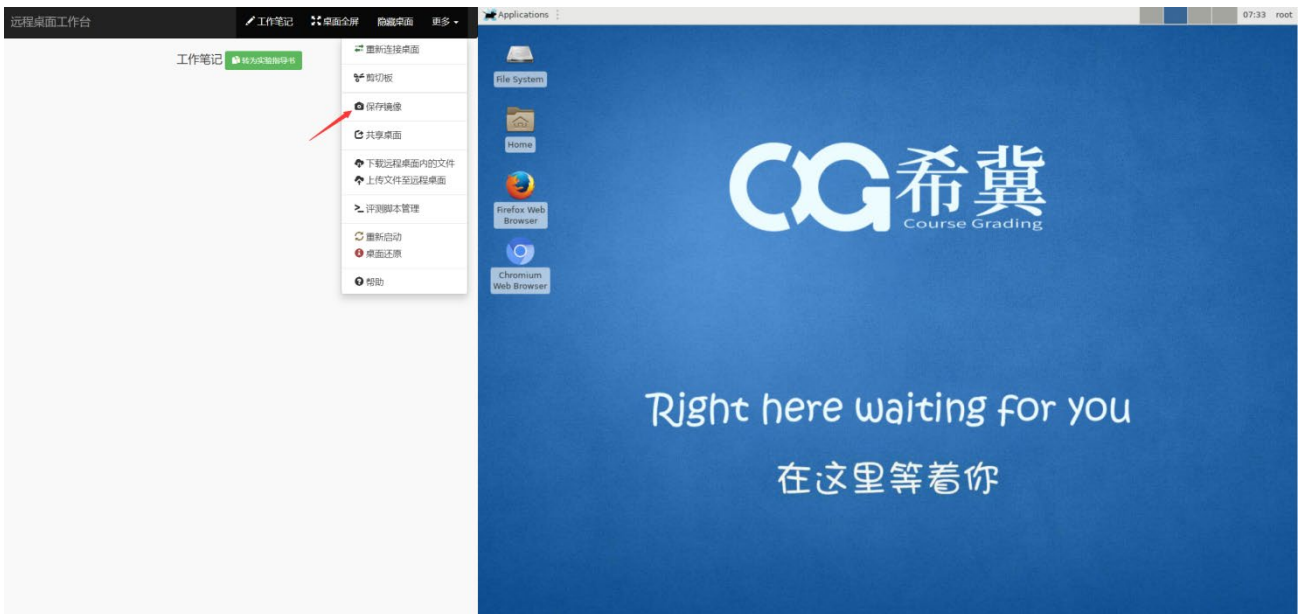 远程桌面工作台
工作笔记 桌面全屏 隐藏桌面 更多
工作笔记 转为实验指导书
重新连接桌面
剪切板
保存镜像
共享桌面
下载远程桌面内的文件
上传文件至远程桌面
评测脚本管理
重新启动
桌面还原
帮助
Applications 07:33 root
File System
Home
Firefox Web
Browser
Chromium
Web Browser
CG希冀
Course Grading
Right here waiting for you
在这里等着你